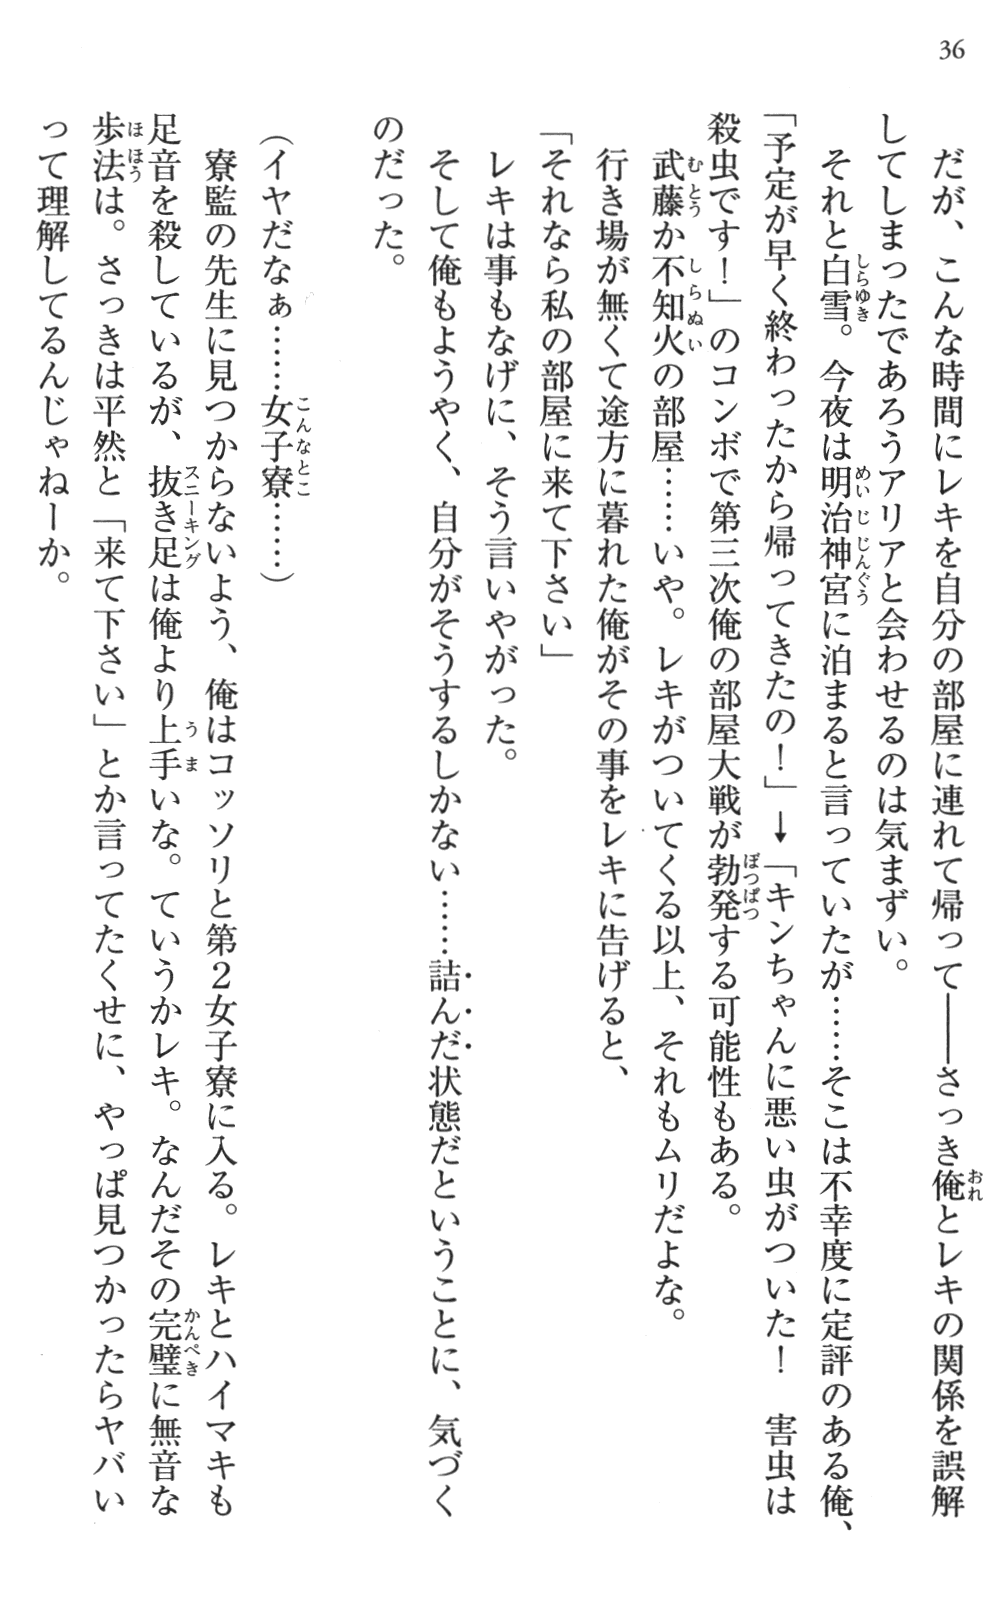 36
だが、こんな時間にレキを自分の部屋に連れて帰って――さっき俺とレキの関係を誤解
してしまったであろうアリアと会わせるのは気まずい。
それと白雪。今夜は明治神宮に泊まると言っていたが……そこは不幸度に定評のある俺、
「予定が早く終わったから帰ってきたの！」→「キンちゃんに悪い虫がついた！　害虫は
殺虫です！」のコンボで第三次俺の部屋大戦が勃発する可能性もある。
武藤か不知火の部屋……いや。レキがついてくる以上、それもムリだよな。
行き場が無くて途方に暮れた俺がその事をレキに告げると、
「それなら私の部屋に来て下さい」
レキは事もなげに、そう言いやがった。
そして俺もようやく、自分がそうするしかない……詰んだ状態だということに、気づく
のだった。
（イヤだなぁ……女子寮……）
寮監の先生に見つからないよう、俺はコッソリと第２女子寮に入る。レキとハイマキも
足音を殺しているが、抜き足は俺より上手いな。ていうかレキ。なんだその完璧に無音な
歩法は。さっきは平然と「来て下さい」とか言ってたくせに、やっぱ見つかったらヤバい
って理解してるんじゃねーか。